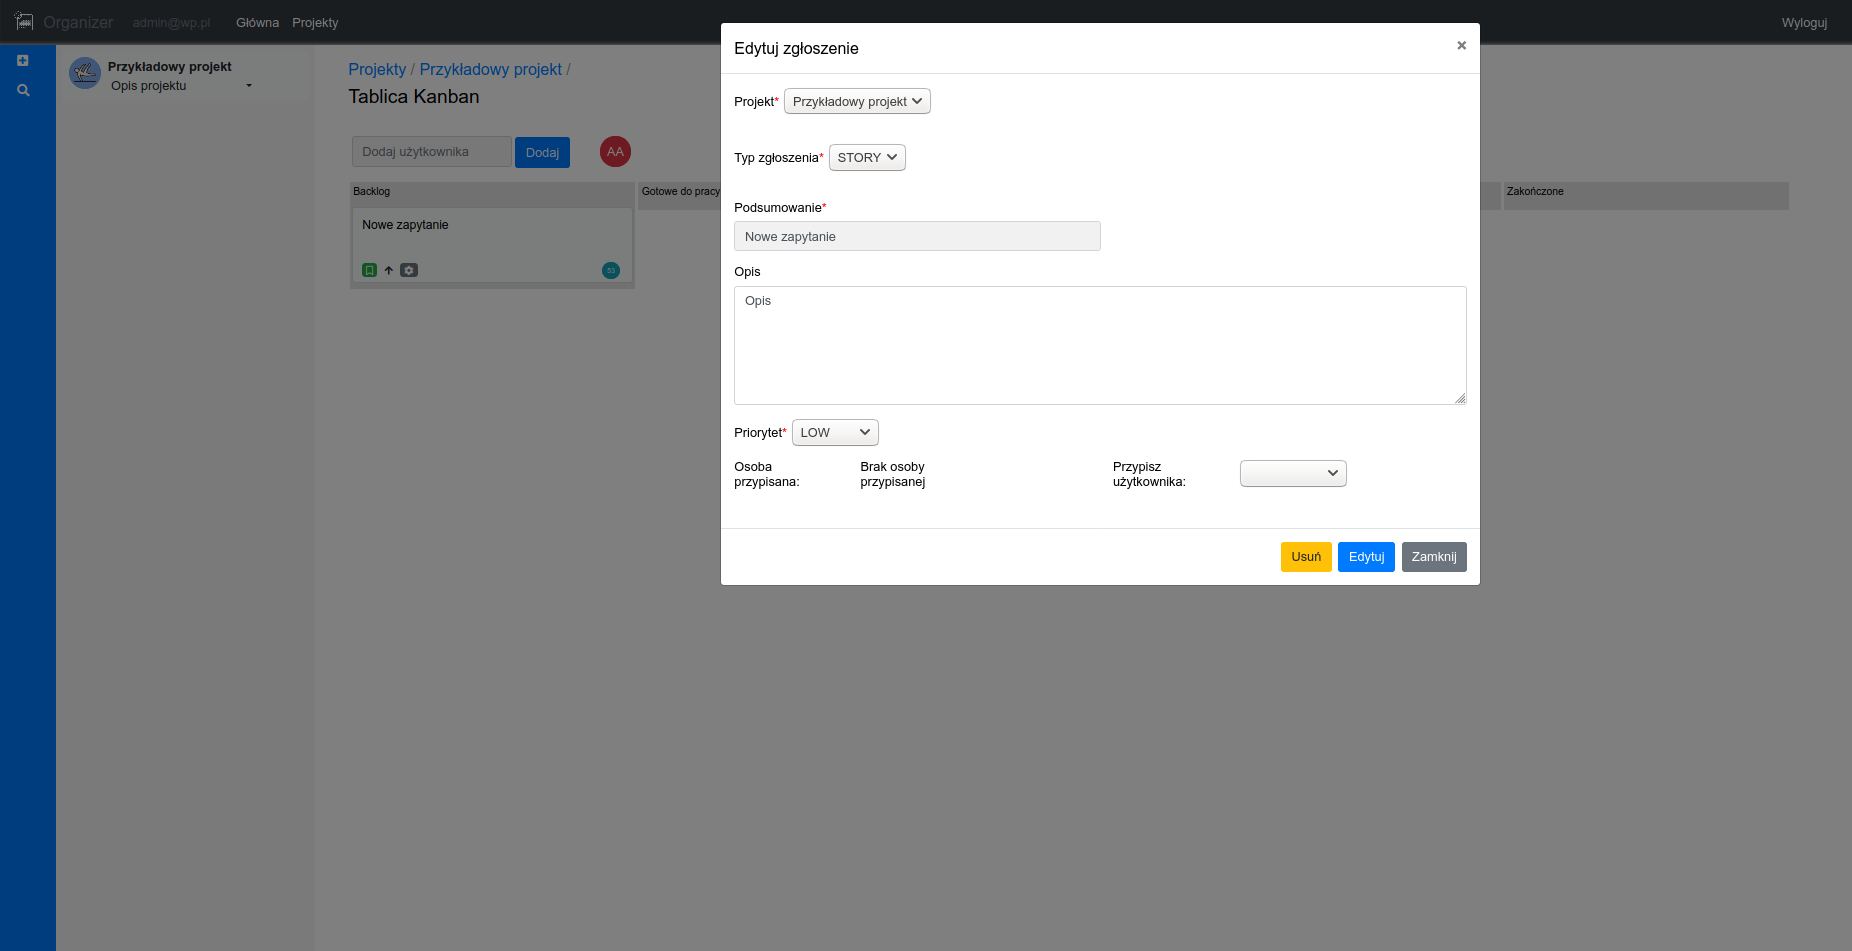 Organizer admin@wp.pl Główna Projekty Wyloguj
Przykładowy projekt
Opis projektu
Projekty / Przykładowy projekt /
Tablica Kanban
Dodaj użytkownika Dodaj AA
Backlog Gotowe do pracy Zakończone
Nowe zapytanie
53
Edytuj zgłoszenie ×
Projekt* Przykładowy projekt
Typ zgłoszenia* STORY
Podsumowanie*
Nowe zapytanie
Opis
Opis
Priorytet* LOW
Osoba przypisana: Brak osoby przypisanej Przypisz użytkownika:
Usuń Edytuj Zamknij